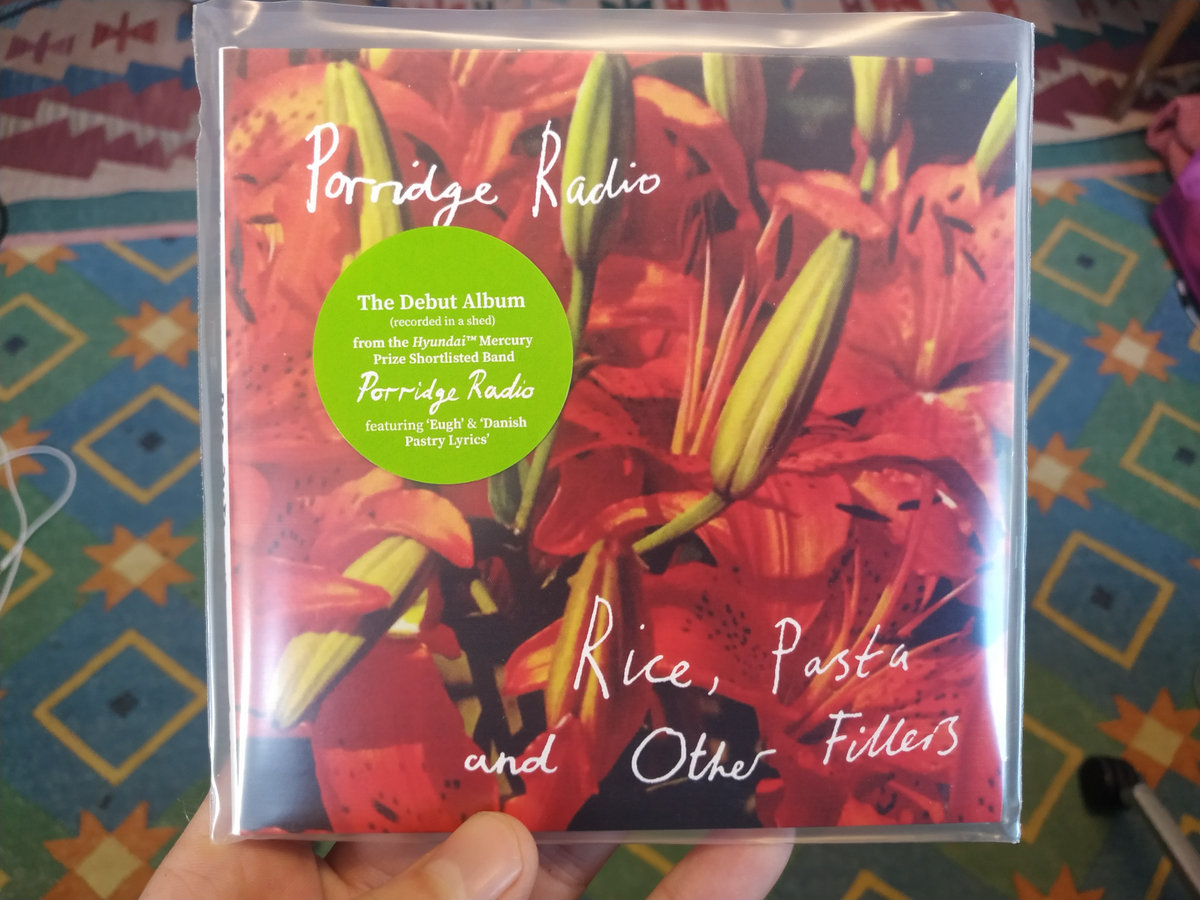 Porridge Radio
The Debut Album
(recorded in a shed)
from the Hyundai™ Mercury
Prize Shortlisted Band
Porridge Radio
featuring ‘Eugh’ & ‘Danish
Pastry Lyrics’
Rice, Pasta
and Other Fillers